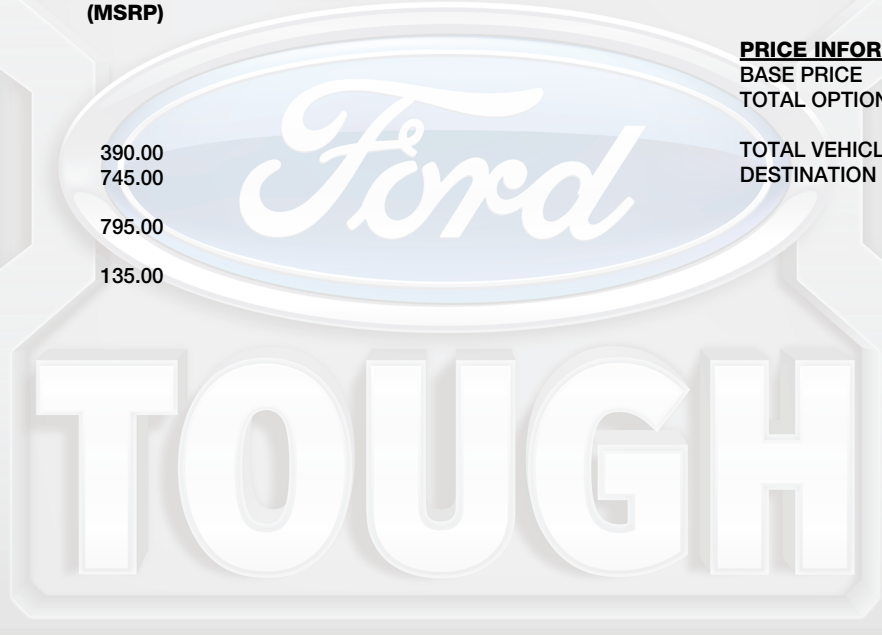 (MSRP)
390.00
745.00
795.00
135.00
PRICE INFOR
BASE PRICE
TOTAL OPTION
TOTAL VEHICL
DESTINATION
Ford
TOUGH